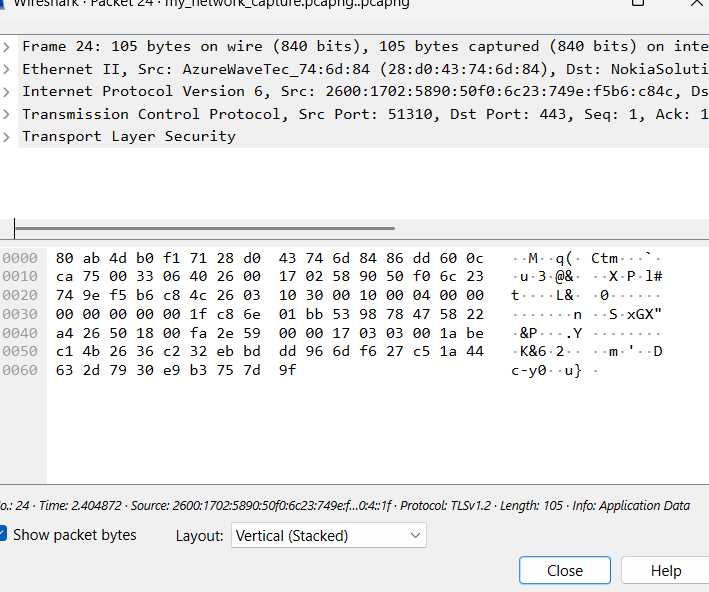 Wireshark · Packet 24 · my_network_capture.pcapng..pcapng
Frame 24: 105 bytes on wire (840 bits), 105 bytes captured (840 bits) on inte
Ethernet II, Src: AzureWaveTec_74:6d:84 (28:d0:43:74:6d:84), Dst: NokiaSoluti
Internet Protocol Version 6, Src: 2600:1702:5890:50f0:6c23:749e:f5b6:c84c, Ds
Transmission Control Protocol, Src Port: 51310, Dst Port: 443, Seq: 1, Ack: 1
Transport Layer Security
0000 80 ab 4d b0 f1 71 28 d0 43 74 6d 84 86 dd 60 0c ··M··q(· Ctm···`·
0010 ca 75 00 33 06 40 26 00 17 02 58 90 50 f0 6c 23 ·u·3·@&· ··X·P·l#
0020 74 9e f5 b6 c8 4c 26 03 10 30 00 10 00 04 00 00 t····L&· ·0······
0030 00 00 00 00 00 1f c8 6e 01 bb 53 98 78 47 58 22 ·······n ··S·xGX"
0040 a4 26 50 18 00 fa 2e 59 00 00 17 03 03 00 1a be ·&P···.Y ········
0050 c1 4b 26 36 c2 32 eb bd dd 96 6d f6 27 c5 1a 44 ·K&6·2·· ··m·'··D
0060 63 2d 79 30 e9 b3 75 7d 9f c-y0··u} ·
o.: 24 · Time: 2.404872 · Source: 2600:1702:5890:50f0:6c23:749e:f…0:4::1f · Protocol: TLSv1.2 · Length: 105 · Info: Application Data
Show packet bytes Layout: Vertical (Stacked)
Close Help